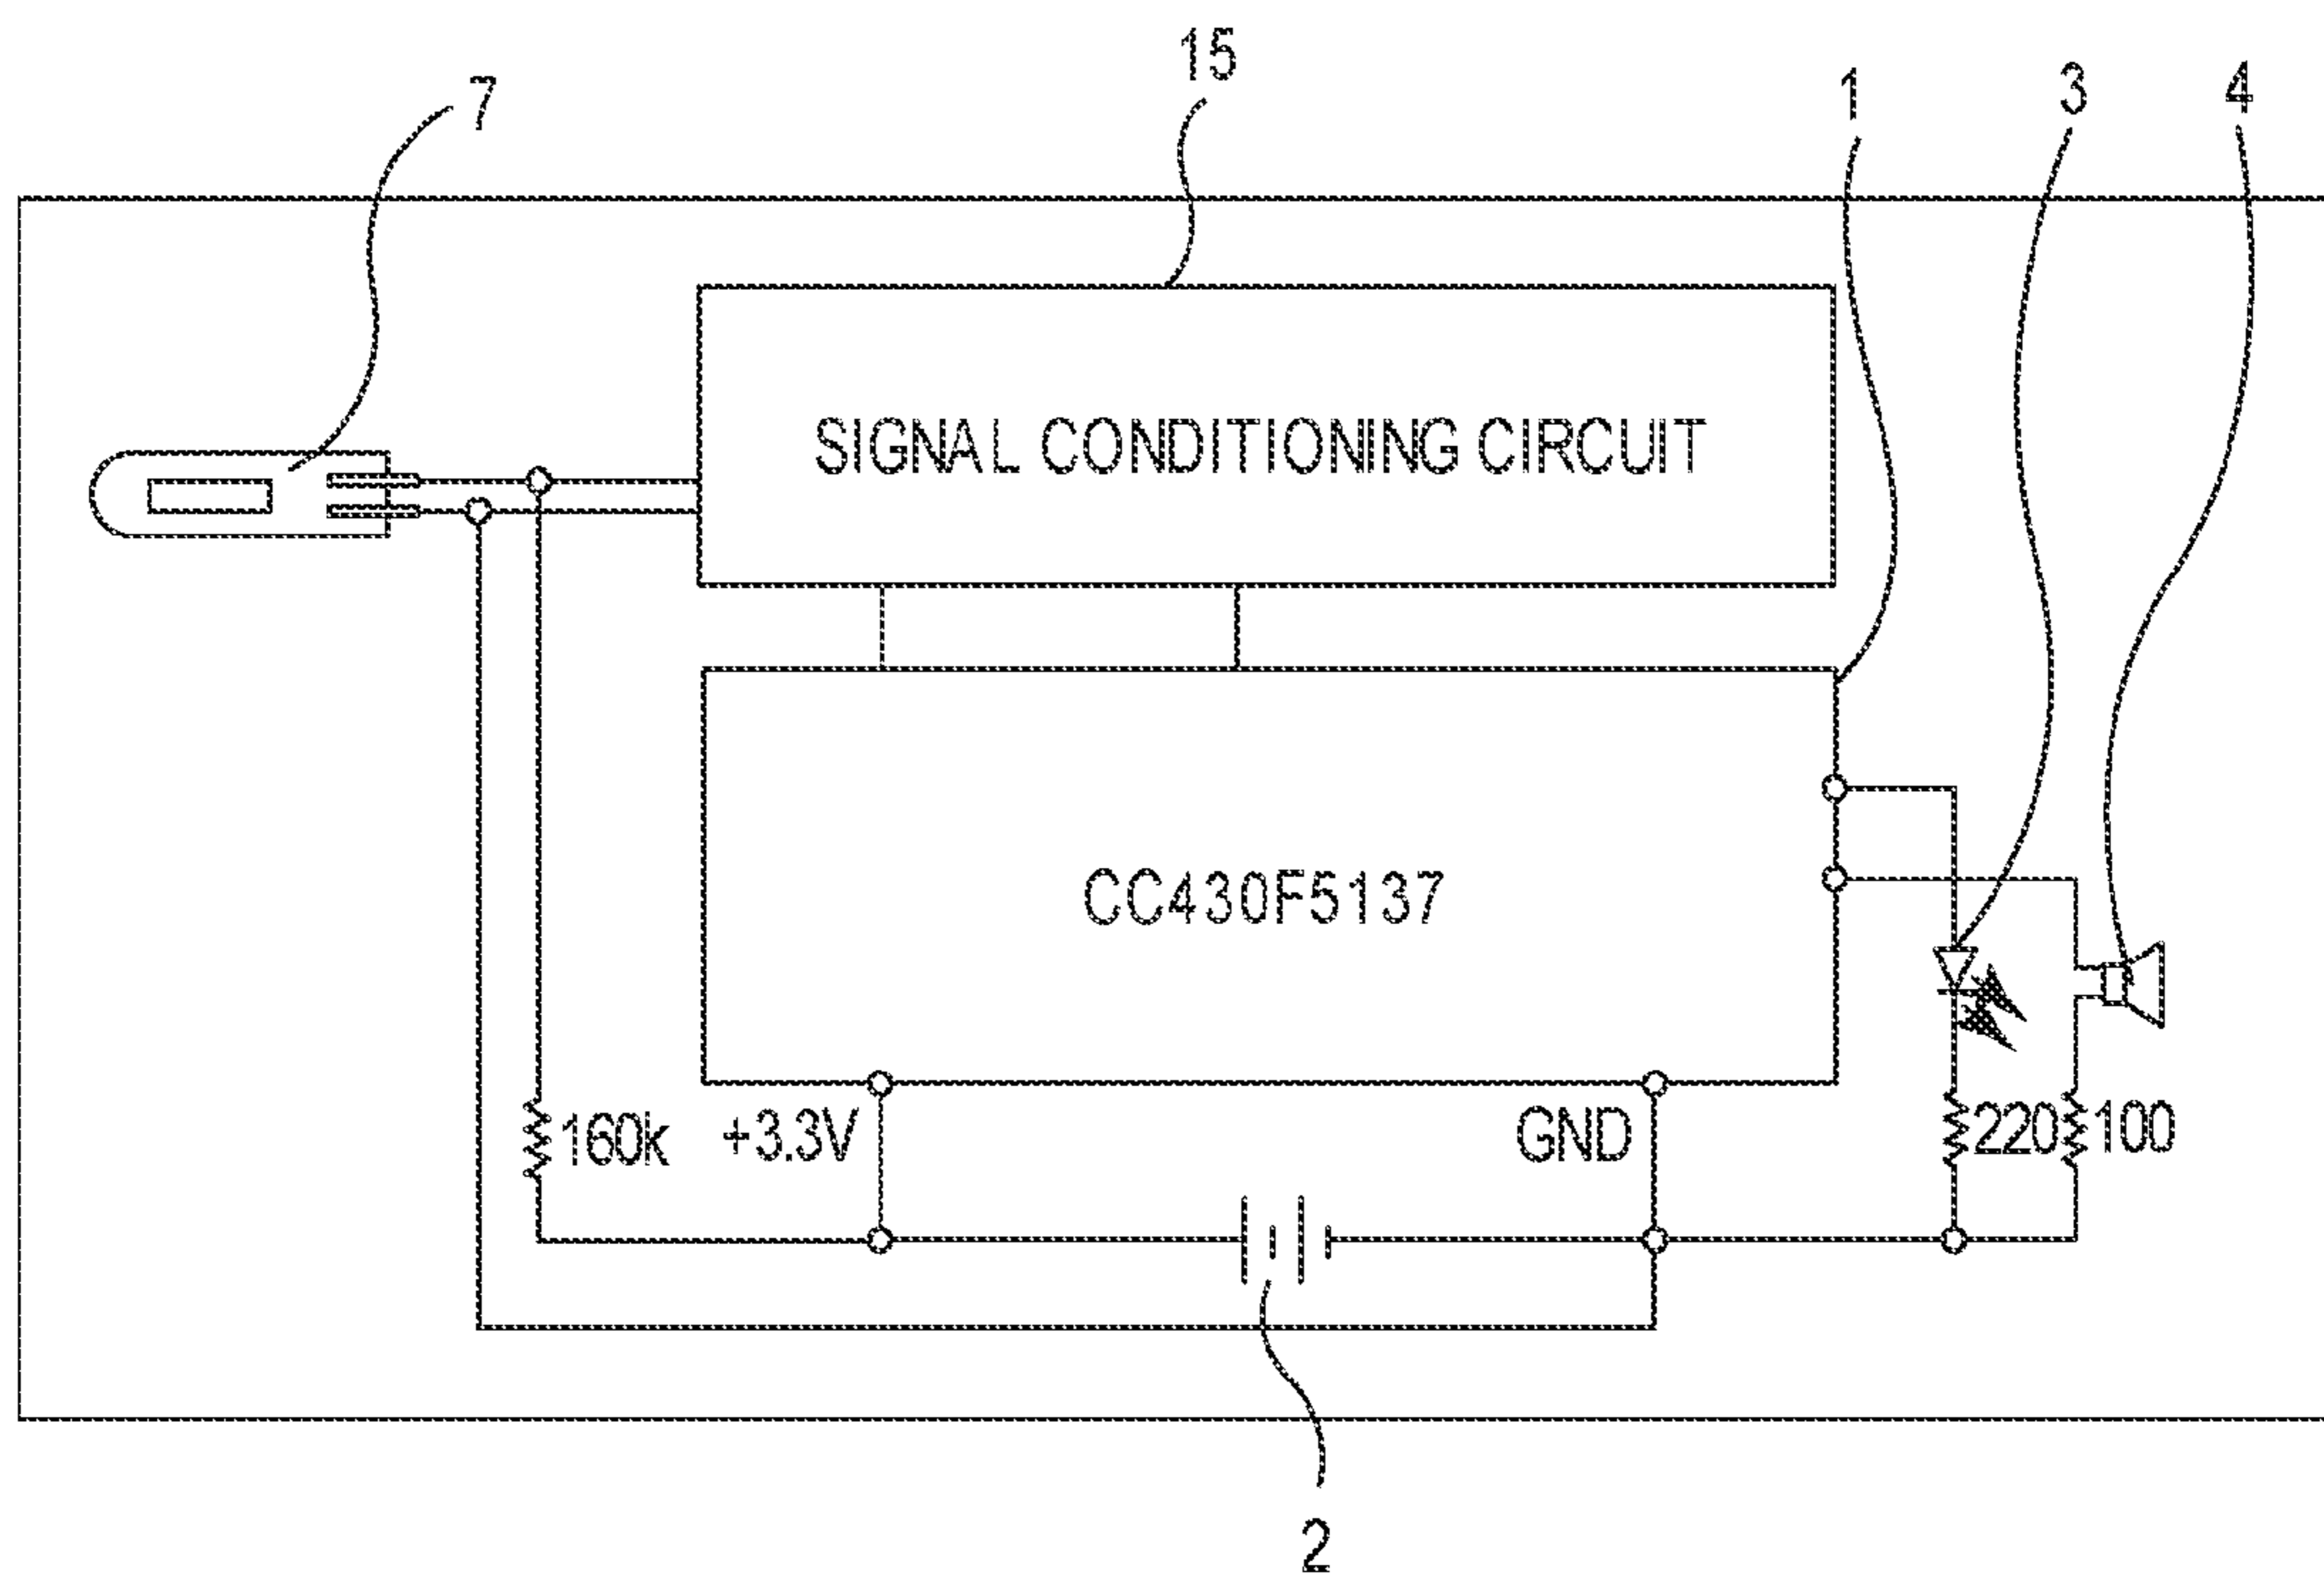 15
7
1
3
4
SIGNAL CONDITIONING CIRCUIT
CC430F5137
160k
+3.3V
GND
220
100
2